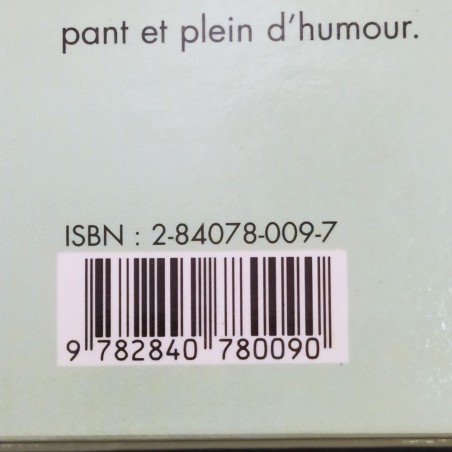 pant et plein d'humour.
ISBN : 2-84078-009-7
9 782840 780090